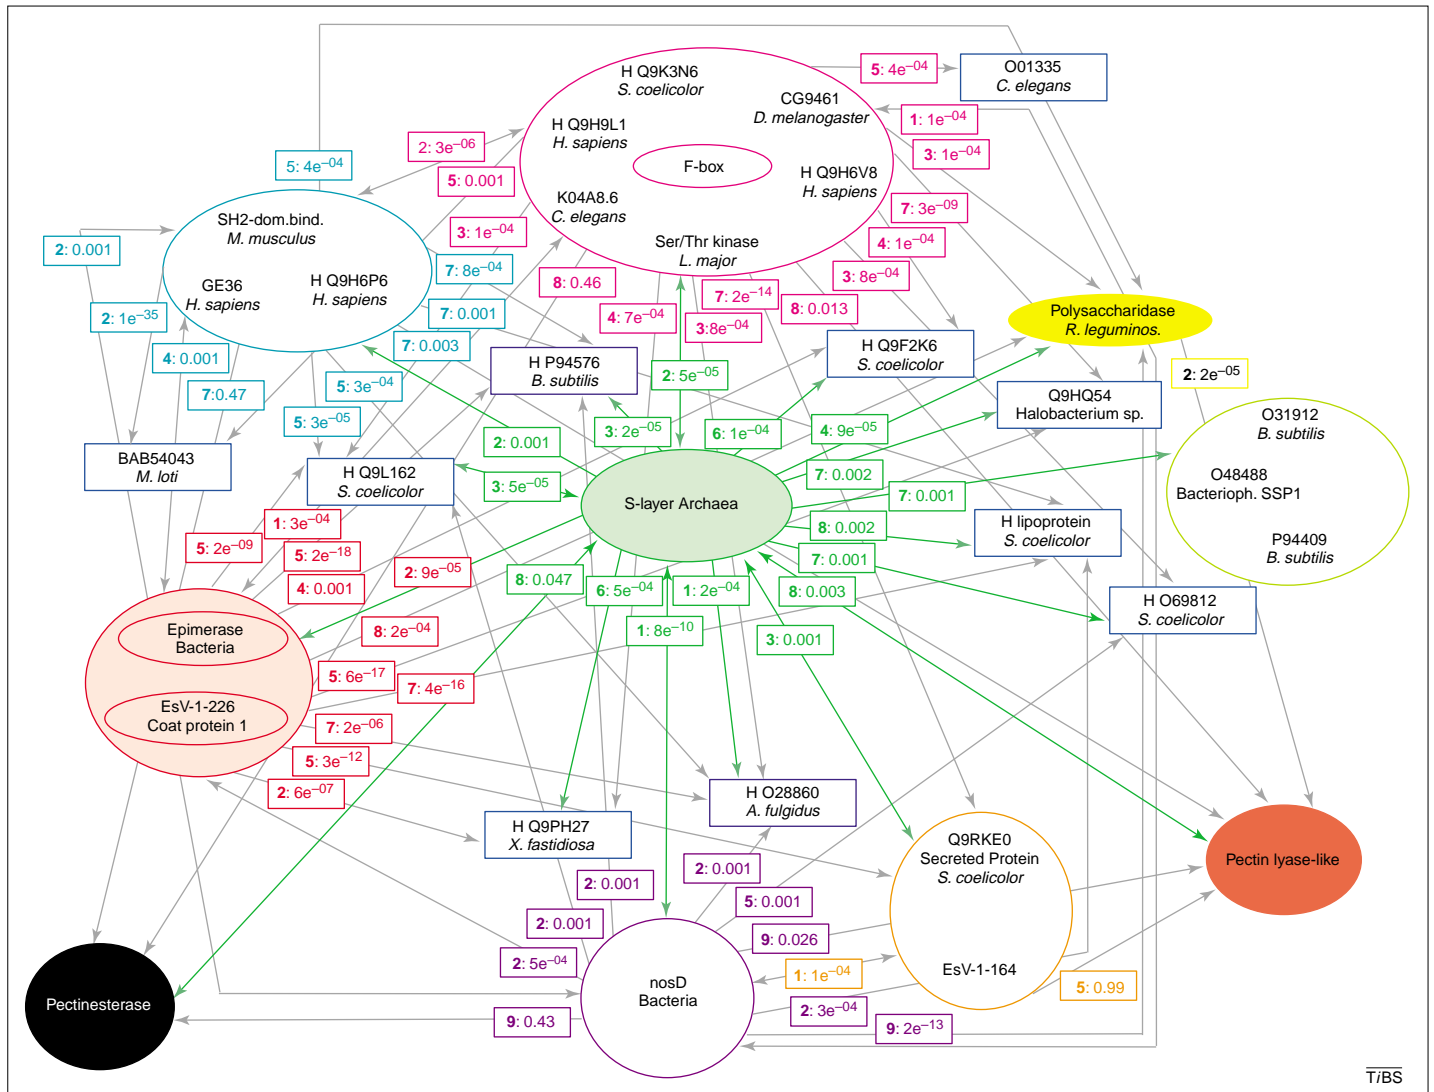 H Q9K3N6
S. coelicolor
CG9461
D. melanogaster
H Q9H9L1
H. sapiens
F-box
H Q9H6V8
H. sapiens
K04A8.6
C. elegans
Ser/Thr kinase
L. major
5: 4e–04
O01335
C. elegans
1: 1e–04
3: 1e–04
2: 3e–06
5: 0.001
5: 4e–04
7: 3e–09
4: 1e–04
3: 1e–04
3: 8e–04
2: 0.001
SH2-dom.bind.
M. musculus
GE36
H. sapiens
H Q9H6P6
H. sapiens
7: 8e–04
8: 0.46
7: 2e–14
8: 0.013
7: 0.001
4: 7e–04
3:8e–04
2: 1e–35
4: 0.001
7: 0.003
7:0.47
5: 3e–04
5: 3e–05
Polysaccharidase
R. leguminos.
H P94576
B. subtilis
2: 5e–05
H Q9F2K6
S. coelicolor
2: 2e–05
Q9HQ54
Halobacterium sp.
O31912
B. subtilis
O48488
Bacterioph. SSP1
P94409
B. subtilis
3: 2e–05
6: 1e–04
4: 9e–05
2: 0.001
BAB54043
M. loti
H Q9L162
S. coelicolor
3: 5e–05
7: 0.002
7: 0.001
S-layer Archaea
1: 3e–04
5: 2e–09
5: 2e–18
4: 0.001
2: 9e–05
8: 0.002
H lipoprotein
S. coelicolor
7: 0.001
8: 0.047
6: 5e–04
1: 2e–04
8: 0.003
H O69812
S. coelicolor
8: 2e–04
1: 8e–10
3: 0.001
Epimerase
Bacteria
EsV-1-226
Coat protein 1
5: 6e–17
7: 4e–16
7: 2e–06
5: 3e–12
2: 6e–07
H Q9PH27
X. fastidiosa
H O28860
A. fulgidus
Q9RKE0
Secreted Protein
S. coelicolor
EsV-1-164
Pectin lyase-like
2: 0.001
2: 0.001
2: 0.001
5: 0.001
9: 0.026
2: 5e–04
1: 1e–04
5: 0.99
nosD
Bacteria
2: 3e–04
9: 2e–13
9: 0.43
Pectinesterase
TiBS